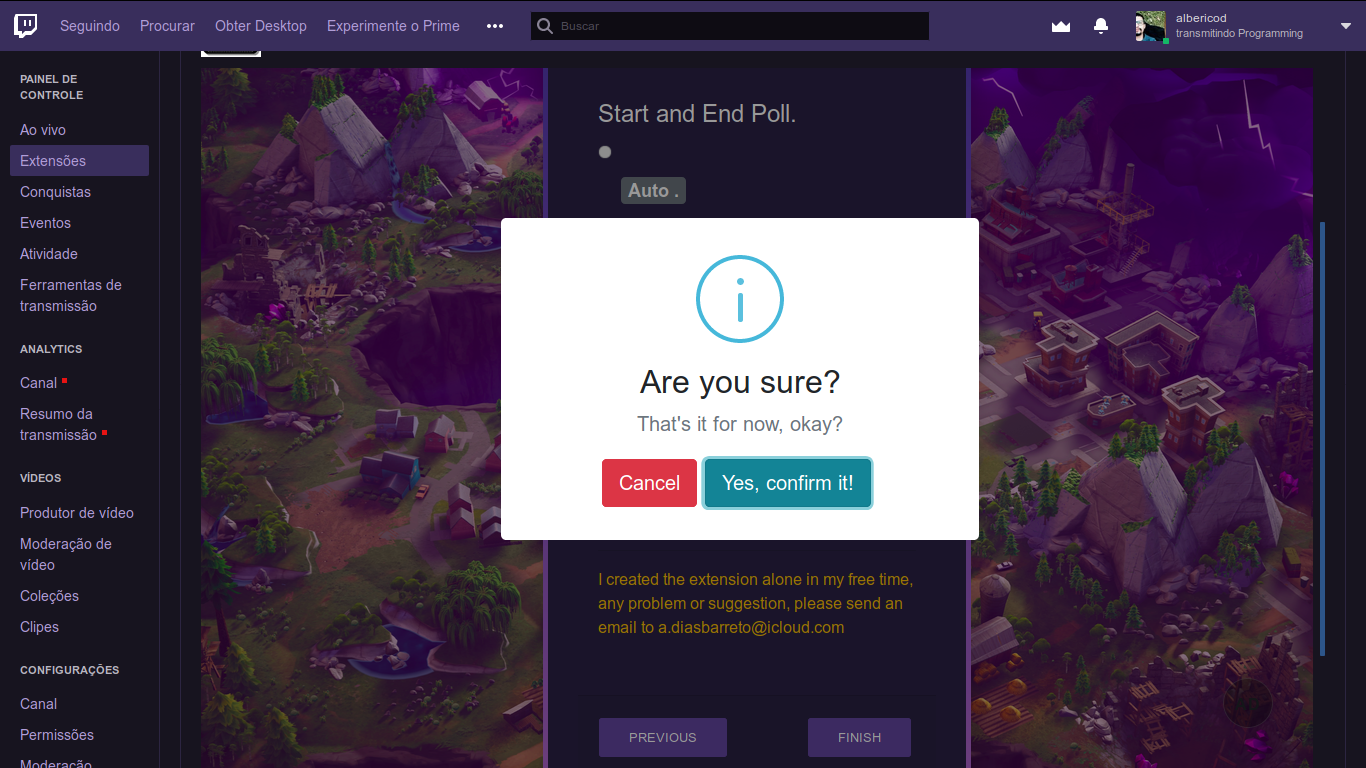 Seguindo Procurar Obter Desktop Experimente o Prime ••• Buscar albericod
transmitindo Programming
PAINEL DE
CONTROLE
Ao vivo
Extensões
Conquistas
Eventos
Atividade
Ferramentas de
transmissão
ANALYTICS
Canal
Resumo da
transmissão
VÍDEOS
Produtor de vídeo
Moderação de
vídeo
Coleções
Clipes
CONFIGURAÇÕES
Canal
Permissões
Moderação
Start and End Poll.
Auto .
Are you sure?
That's it for now, okay?
Cancel Yes, confirm it!
I created the extension alone in my free time,
any problem or suggestion, please send an
email to a.diasbarreto@icloud.com
PREVIOUS FINISH